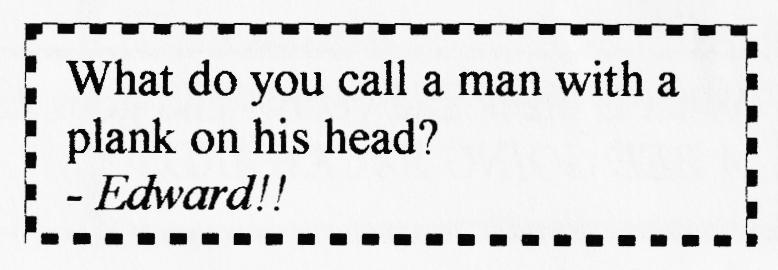 What do you call a man with a
plank on his head?
- Edward!!